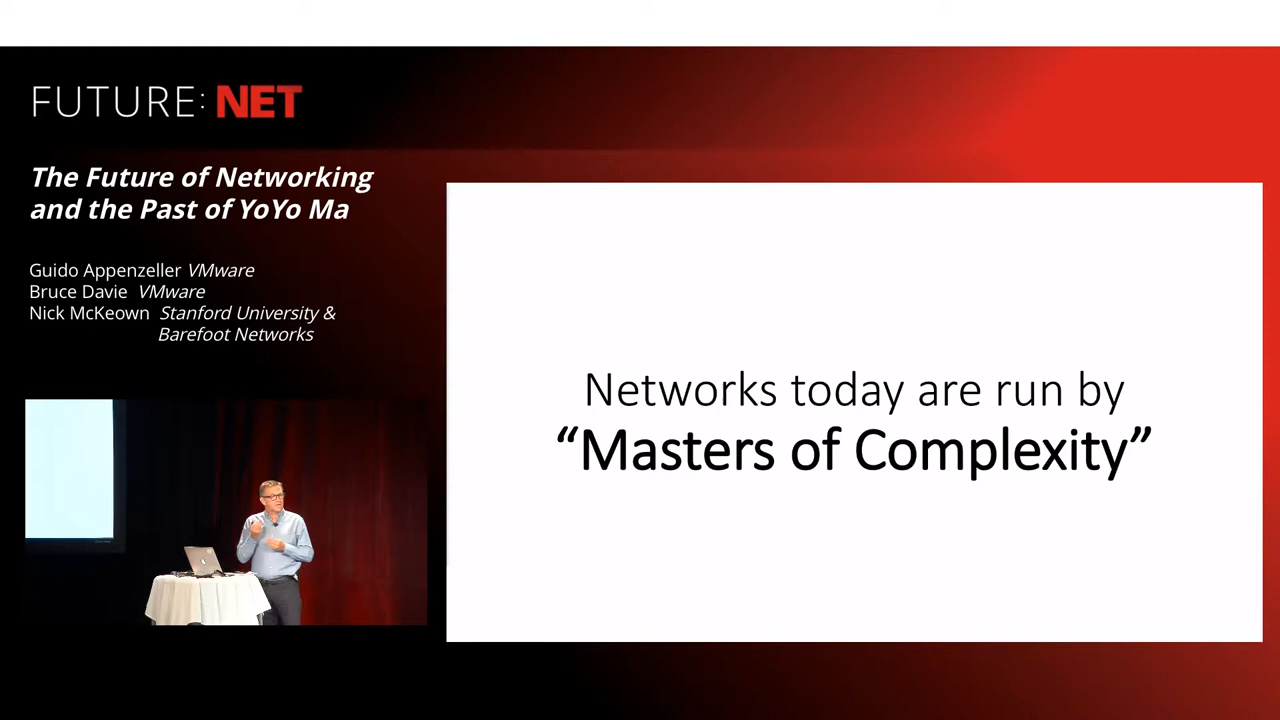 FUTURE: NET
The Future of Networking
and the Past of YoYo Ma
Guido Appenzeller VMware
Bruce Davie VMware
Nick McKeown Stanford University &
Barefoot Networks
Networks today are run by
“Masters of Complexity”